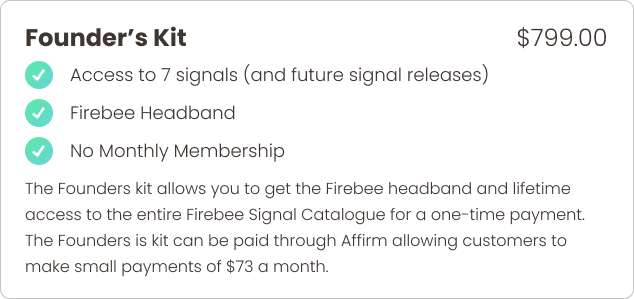 Founder’s Kit $799.00
Access to 7 signals (and future signal releases)
Firebee Headband
No Monthly Membership
The Founders kit allows you to get the Firebee headband and lifetime
access to the entire Firebee Signal Catalogue for a one-time payment.
The Founders is kit can be paid through Affirm allowing customers to
make small payments of $73 a month.